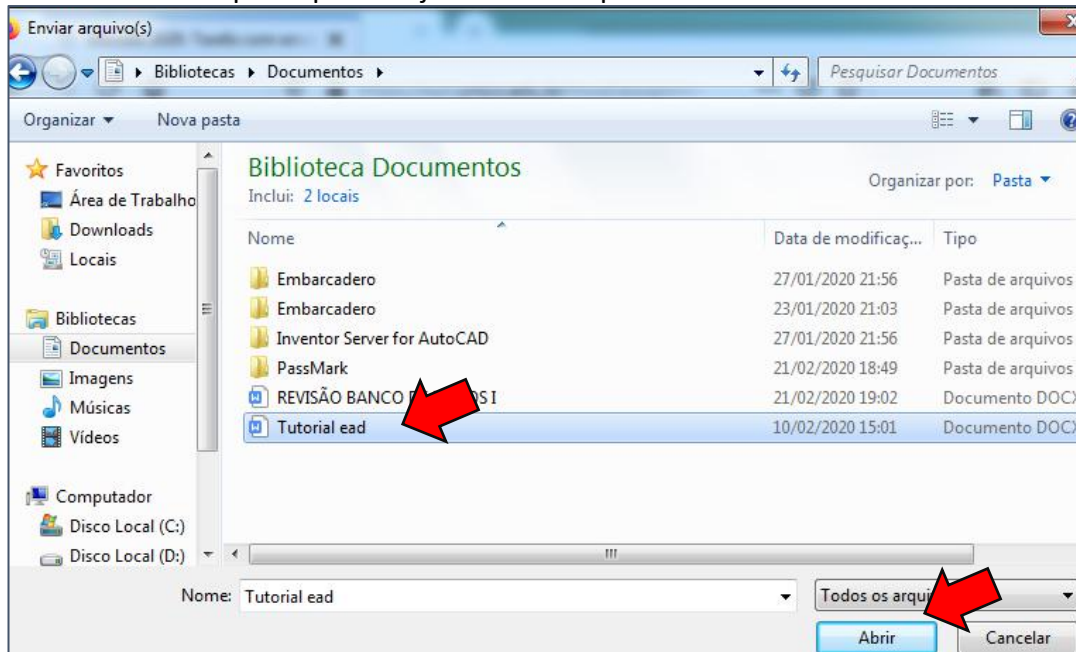 Enviar arquivo(s)
Bibliotecas Documentos
Pesquisar Documentos
Organizar Nova pasta
Favoritos
Área de Trabalho
Downloads
Locais
Bibliotecas
Documentos
Imagens
Músicas
Vídeos
Computador
Disco Local (C:)
Disco Local (D:)
Biblioteca Documentos
Inclui: 2 locais
Organizar por: Pasta
Nome Data de modificaç... Tipo
Embarcadero 27/01/2020 21:56 Pasta de arquivos
Embarcadero 23/01/2020 21:03 Pasta de arquivos
Inventor Server for AutoCAD 27/01/2020 21:56 Pasta de arquivos
PassMark 21/02/2020 18:49 Pasta de arquivos
REVISÃO BANCO I 21/02/2020 19:02 Documento DOCX
Tutorial ead 10/02/2020 15:01 Documento DOCX
Nome: Tutorial ead
Todos os
Abrir Cancelar